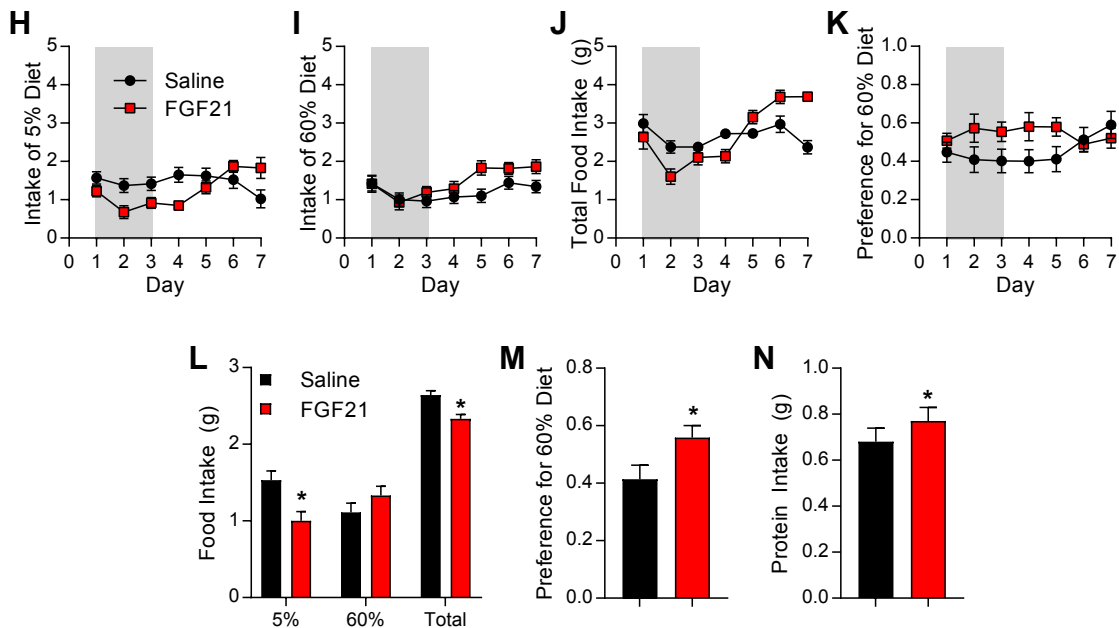 H
Intake of 5% Diet
5
4
3
2
1
0
Saline
FGF21
0 1 2 3 4 5 6 7
Day
I
Intake of 60% Diet
5
4
3
2
1
0
0 1 2 3 4 5 6 7
Day
J
Total Food Intake (g)
5
4
3
2
1
0
0 1 2 3 4 5 6 7
Day
K
Preference for 60% Diet
1.0
0.8
0.6
0.4
0.2
0.0
0 1 2 3 4 5 6 7
Day
L
Food Intake (g)
3
2
1
0
Saline
FGF21
*
*
5% 60% Total
M
Preference for 60% Diet
0.8
0.6
0.4
0.2
0.0
*
N
Protein Intake (g)
1.0
0.8
0.6
0.4
0.2
0.0
*